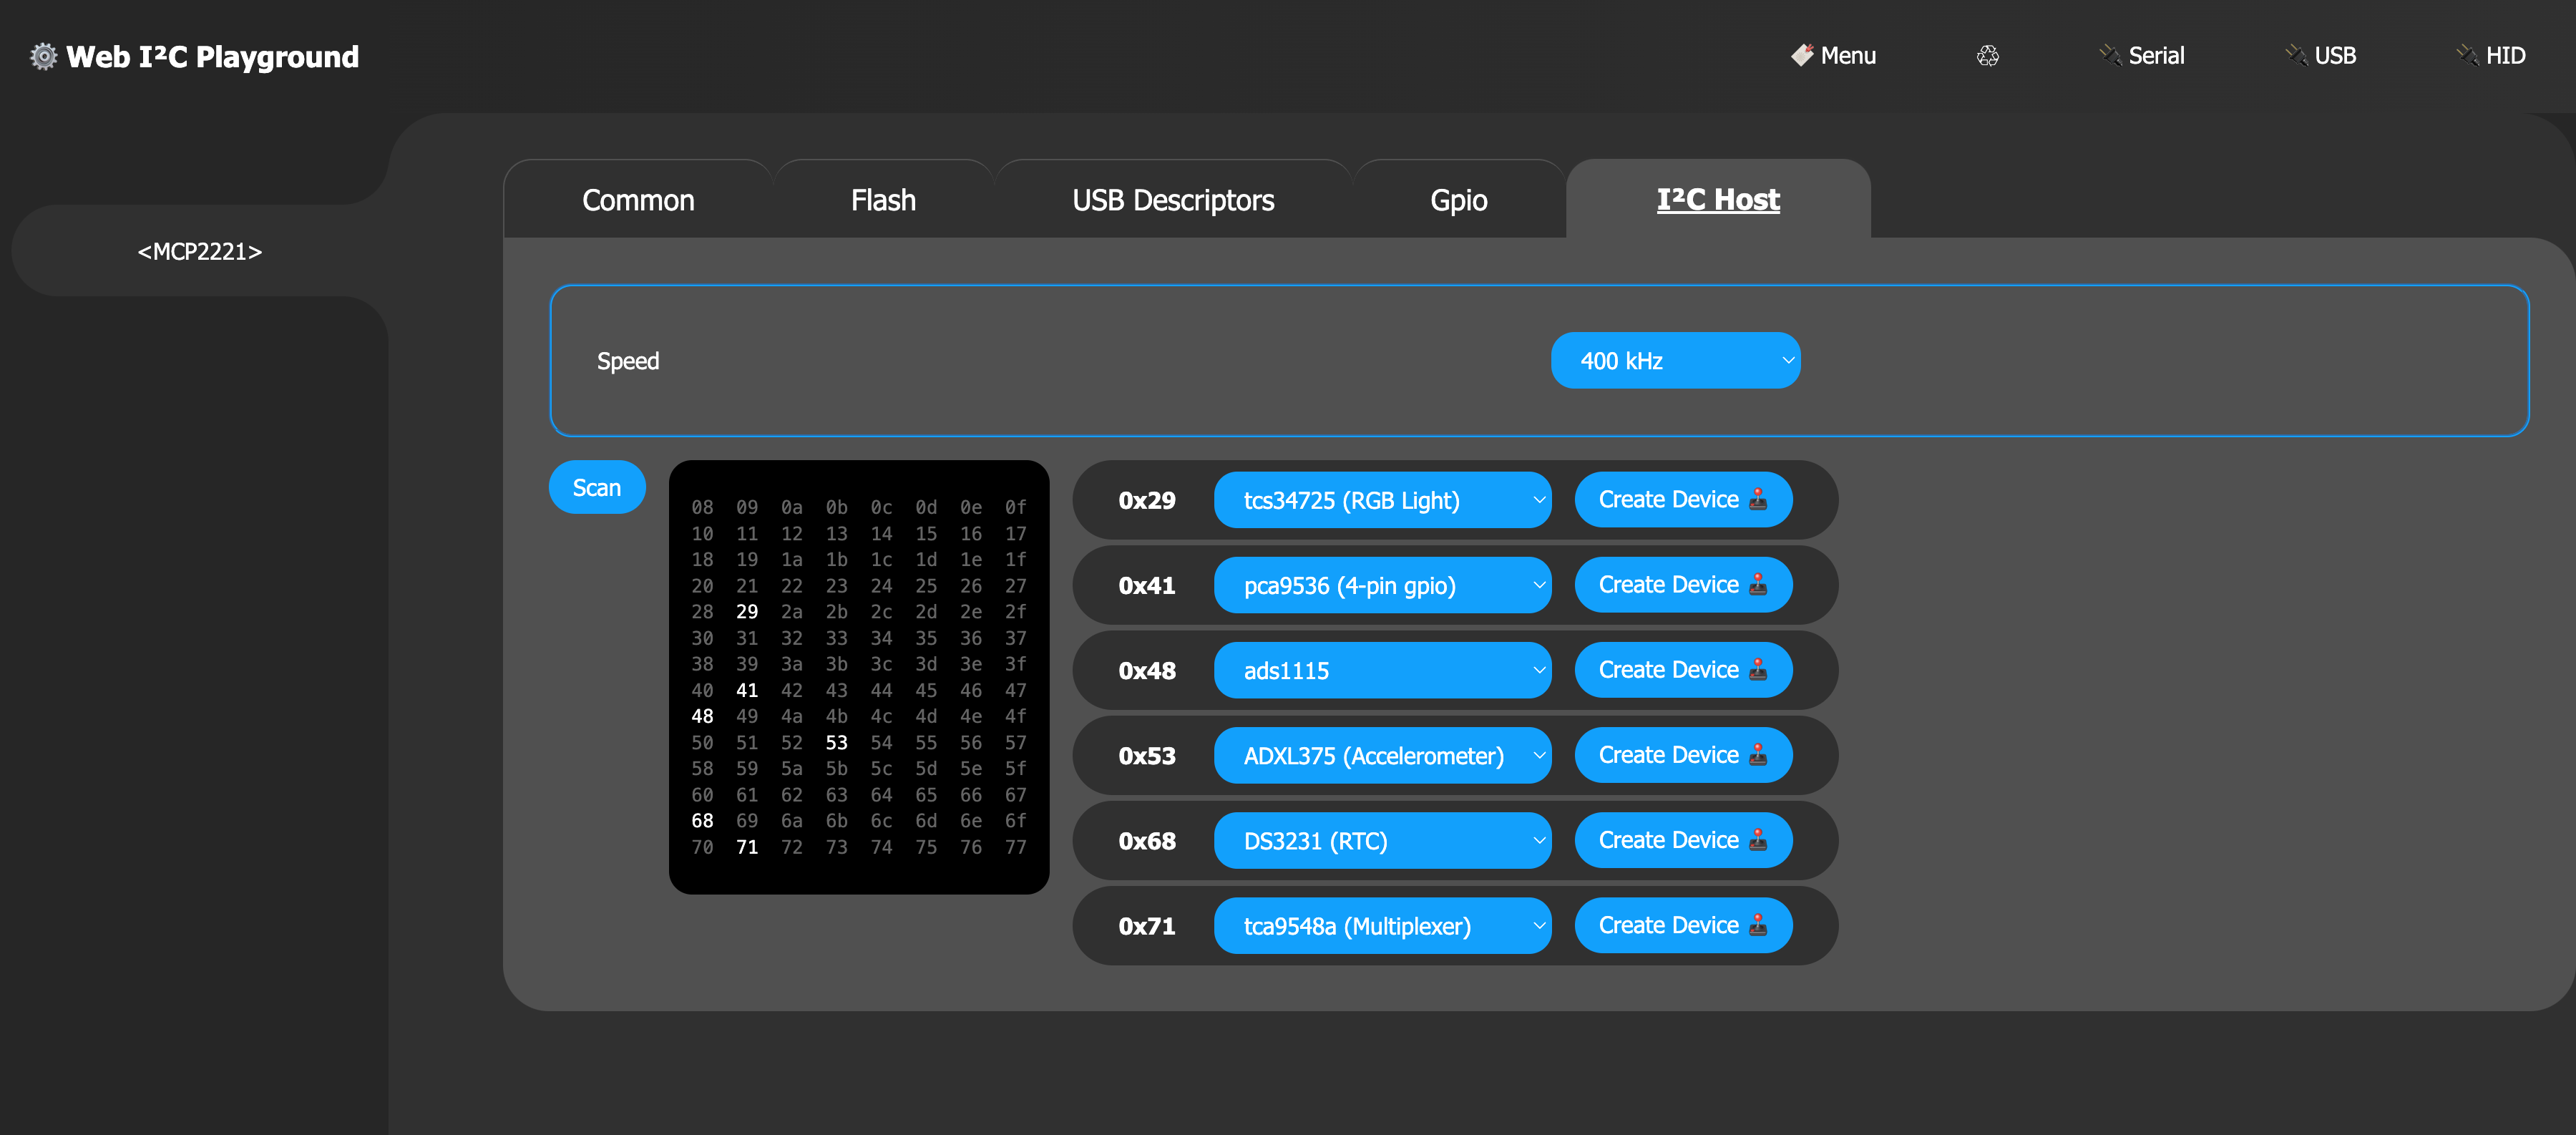 Web I²C Playground
Menu
Serial
USB
HID
<MCP2221>
Common
Flash
USB Descriptors
Gpio
I²C Host
Speed
400 kHz
Scan
08 09 0a 0b 0c 0d 0e 0f
10 11 12 13 14 15 16 17
18 19 1a 1b 1c 1d 1e 1f
20 21 22 23 24 25 26 27
28 29 2a 2b 2c 2d 2e 2f
30 31 32 33 34 35 36 37
38 39 3a 3b 3c 3d 3e 3f
40 41 42 43 44 45 46 47
48 49 4a 4b 4c 4d 4e 4f
50 51 52 53 54 55 56 57
58 59 5a 5b 5c 5d 5e 5f
60 61 62 63 64 65 66 67
68 69 6a 6b 6c 6d 6e 6f
70 71 72 73 74 75 76 77
0x29 tcs34725 (RGB Light) Create Device
0x41 pca9536 (4-pin gpio) Create Device
0x48 ads1115 Create Device
0x53 ADXL375 (Accelerometer) Create Device
0x68 DS3231 (RTC) Create Device
0x71 tca9548a (Multiplexer) Create Device